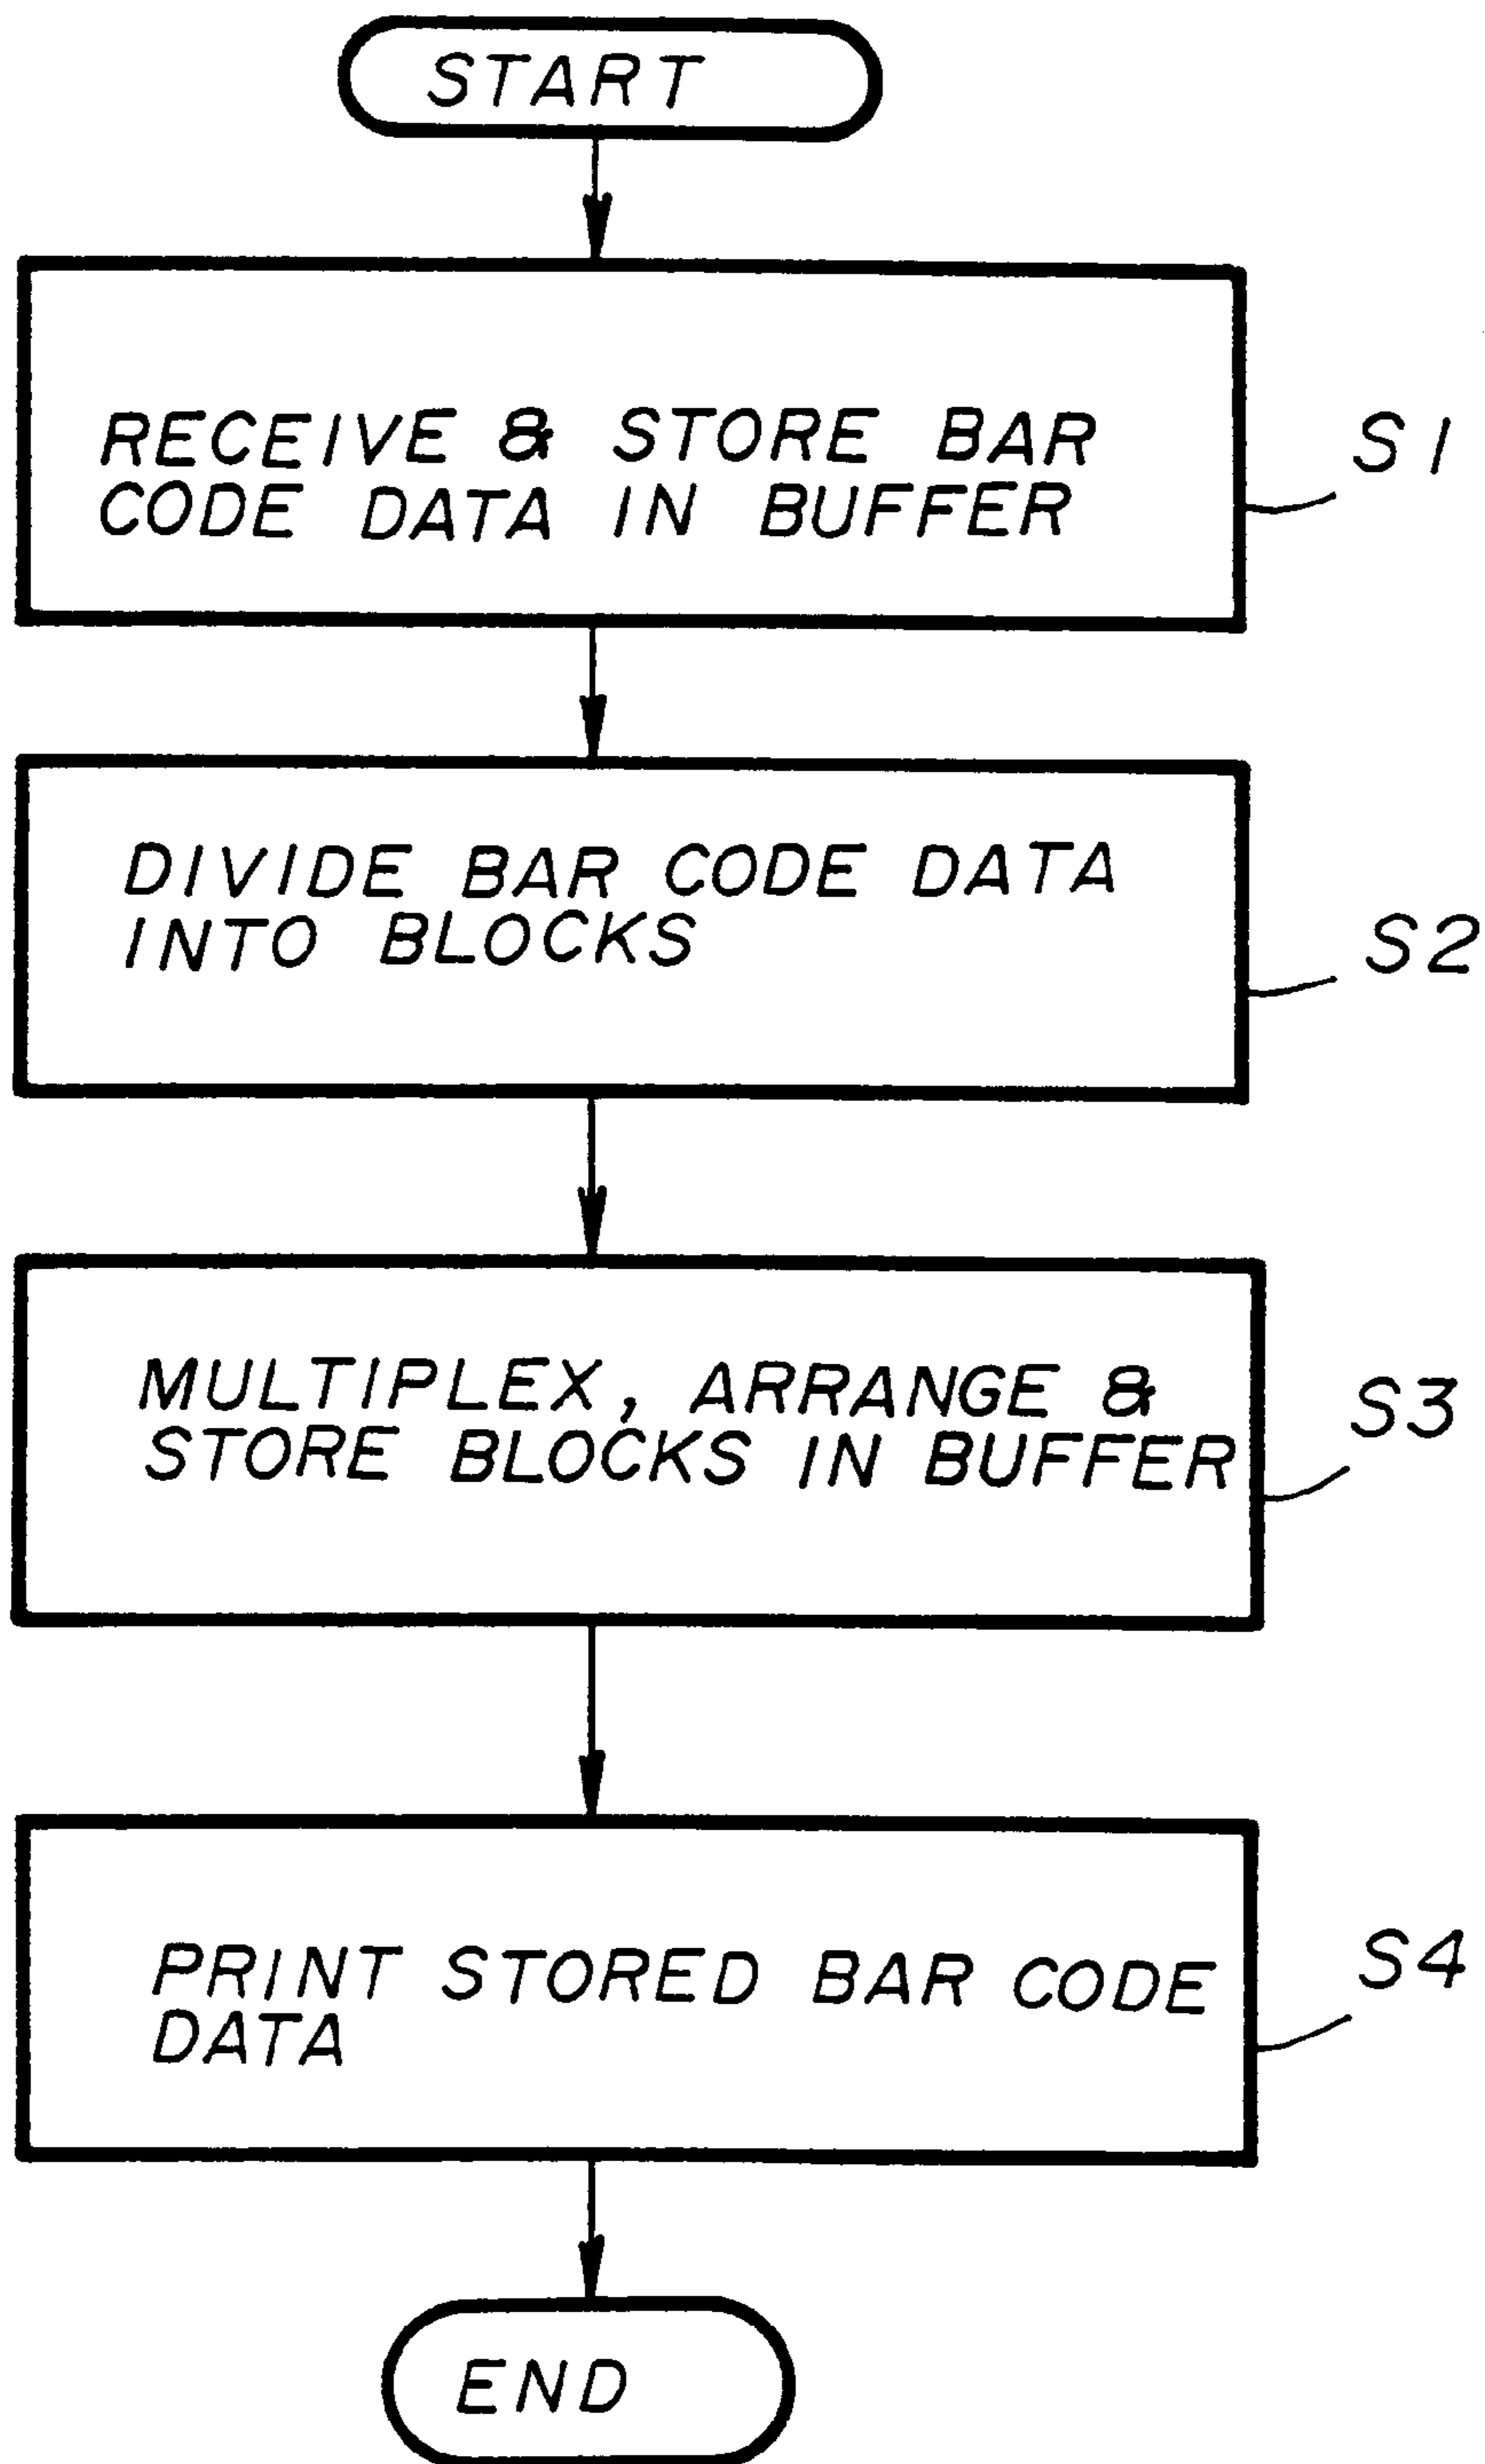 START
RECEIVE & STORE BAR
CODE DATA IN BUFFER
S1
DIVIDE BAR CODE DATA
INTO BLOCKS
S2
MULTIPLEX, ARRANGE &
STORE BLOCKS IN BUFFER
S3
PRINT STORED BAR CODE
DATA
S4
END